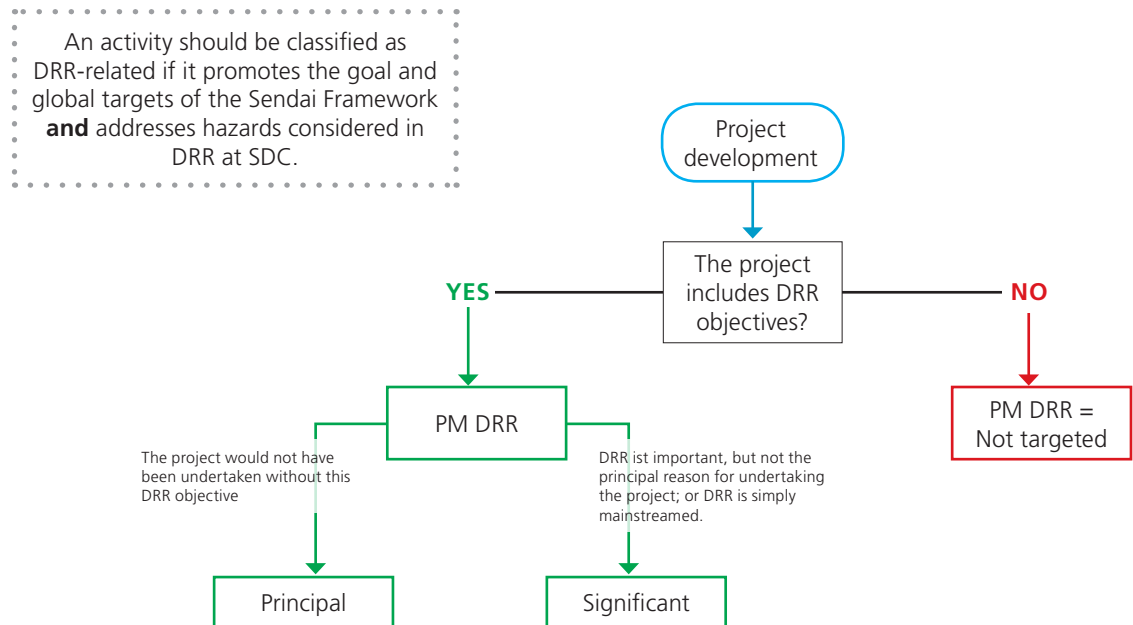 An activity should be classified as
DRR-related if it promotes the goal and
global targets of the Sendai Framework
and addresses hazards considered in
DRR at SDC.
Project
development
The project
includes DRR
objectives?
YES
NO
PM DRR
PM DRR =
Not targeted
The project would not have
been undertaken without this
DRR objective
DRR ist important, but not the
principal reason for undertaking
the project; or DRR is simply
mainstreamed.
Principal
Significant